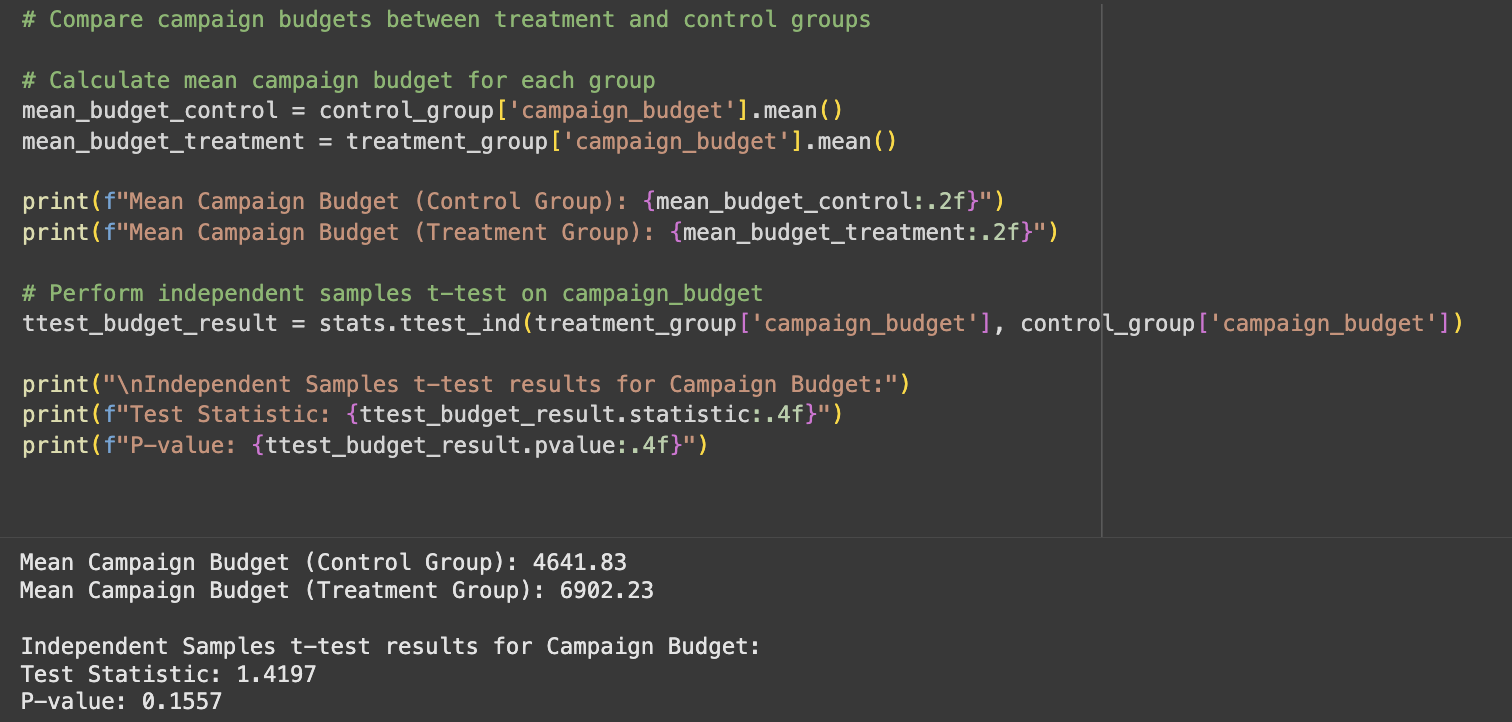 # Compare campaign budgets between treatment and control groups
# Calculate mean campaign budget for each group
mean_budget_control = control_group['campaign_budget'].mean()
mean_budget_treatment = treatment_group['campaign_budget'].mean()
print(f"Mean Campaign Budget (Control Group): {mean_budget_control:.2f}")
print(f"Mean Campaign Budget (Treatment Group): {mean_budget_treatment:.2f}")
# Perform independent samples t-test on campaign_budget
ttest_budget_result = stats.ttest_ind(treatment_group['campaign_budget'], control_group['campaign_budget'])
print("\nIndependent Samples t-test results for Campaign Budget:")
print(f"Test Statistic: {ttest_budget_result.statistic:.4f}")
print(f"P-value: {ttest_budget_result.pvalue:.4f}")
Mean Campaign Budget (Control Group): 4641.83
Mean Campaign Budget (Treatment Group): 6902.23
Independent Samples t-test results for Campaign Budget:
Test Statistic: 1.4197
P-value: 0.1557